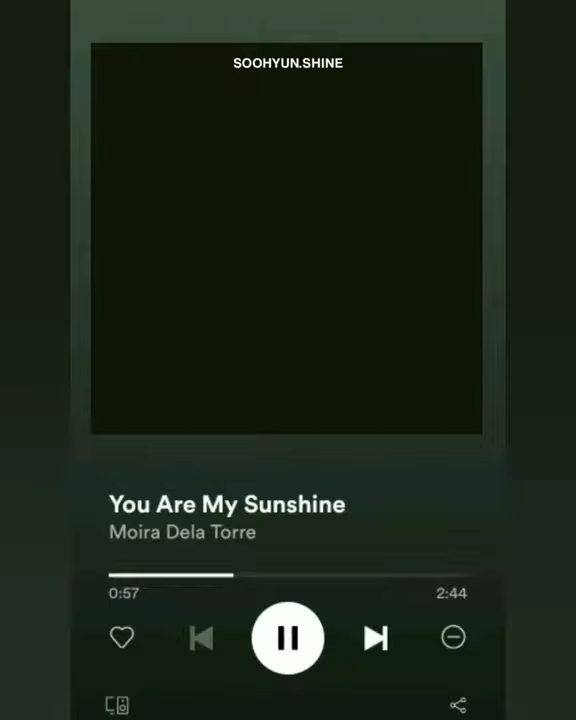 SOOHYUN.SHINE
You Are My Sunshine
Moira Dela Torre
0:57
2:44